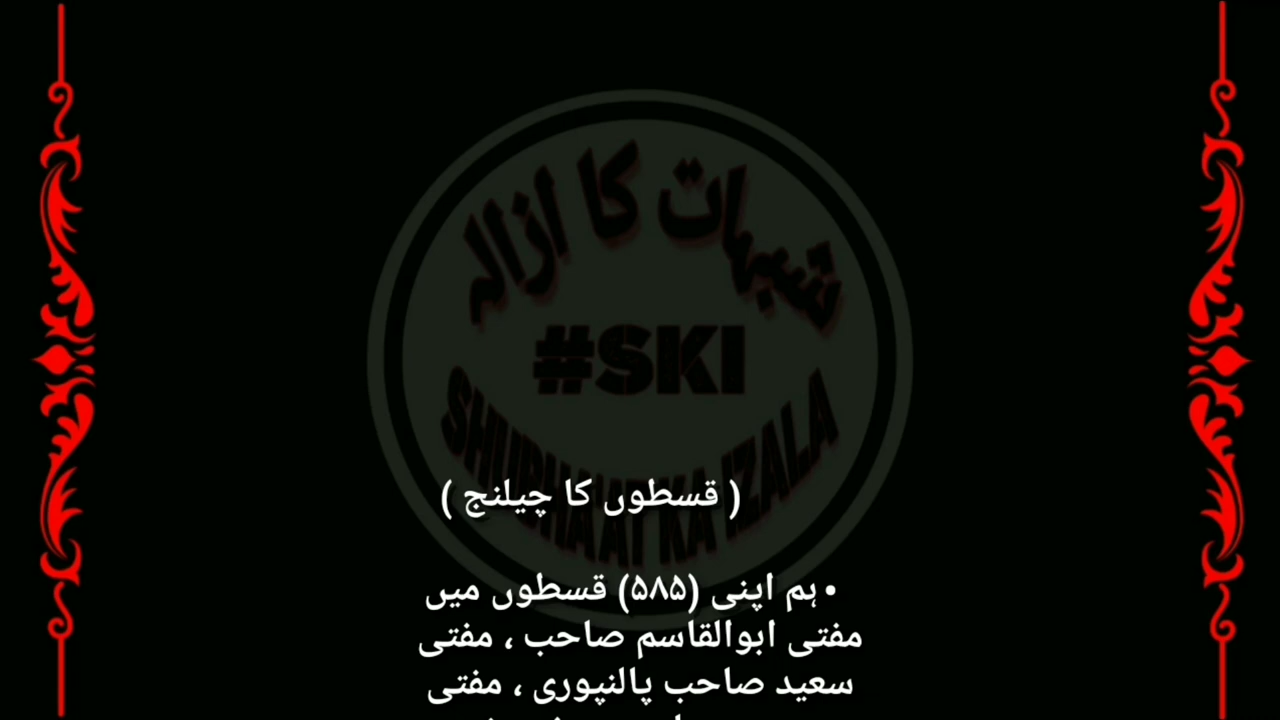 شبہات کا ازالہ
#SKI
SHUBHAAT KA IZALA
( قسطوں کا چیلنج )
• ہم اپنی (۵۸۵) قسطوں میں
مفتی ابوالقاسم صاحب ، مفتی
سعید صاحب پالنپوری ، مفتی